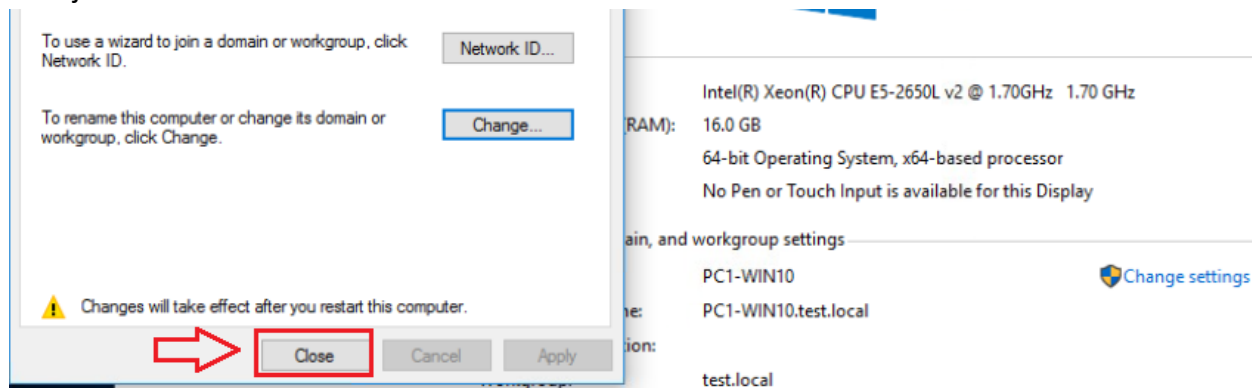 To use a wizard to join a domain or workgroup, click
Network ID.
Network ID...
To rename this computer or change its domain or
workgroup, click Change.
Change...
Changes will take effect after you restart this computer.
Close
Cancel
Apply
Intel(R) Xeon(R) CPU E5-2650L v2 @ 1.70GHz 1.70 GHz
(RAM): 16.0 GB
64-bit Operating System, x64-based processor
No Pen or Touch Input is available for this Display
ain, and workgroup settings
PC1-WIN10
Change settings
ne: PC1-WIN10.test.local
ion:
test.local